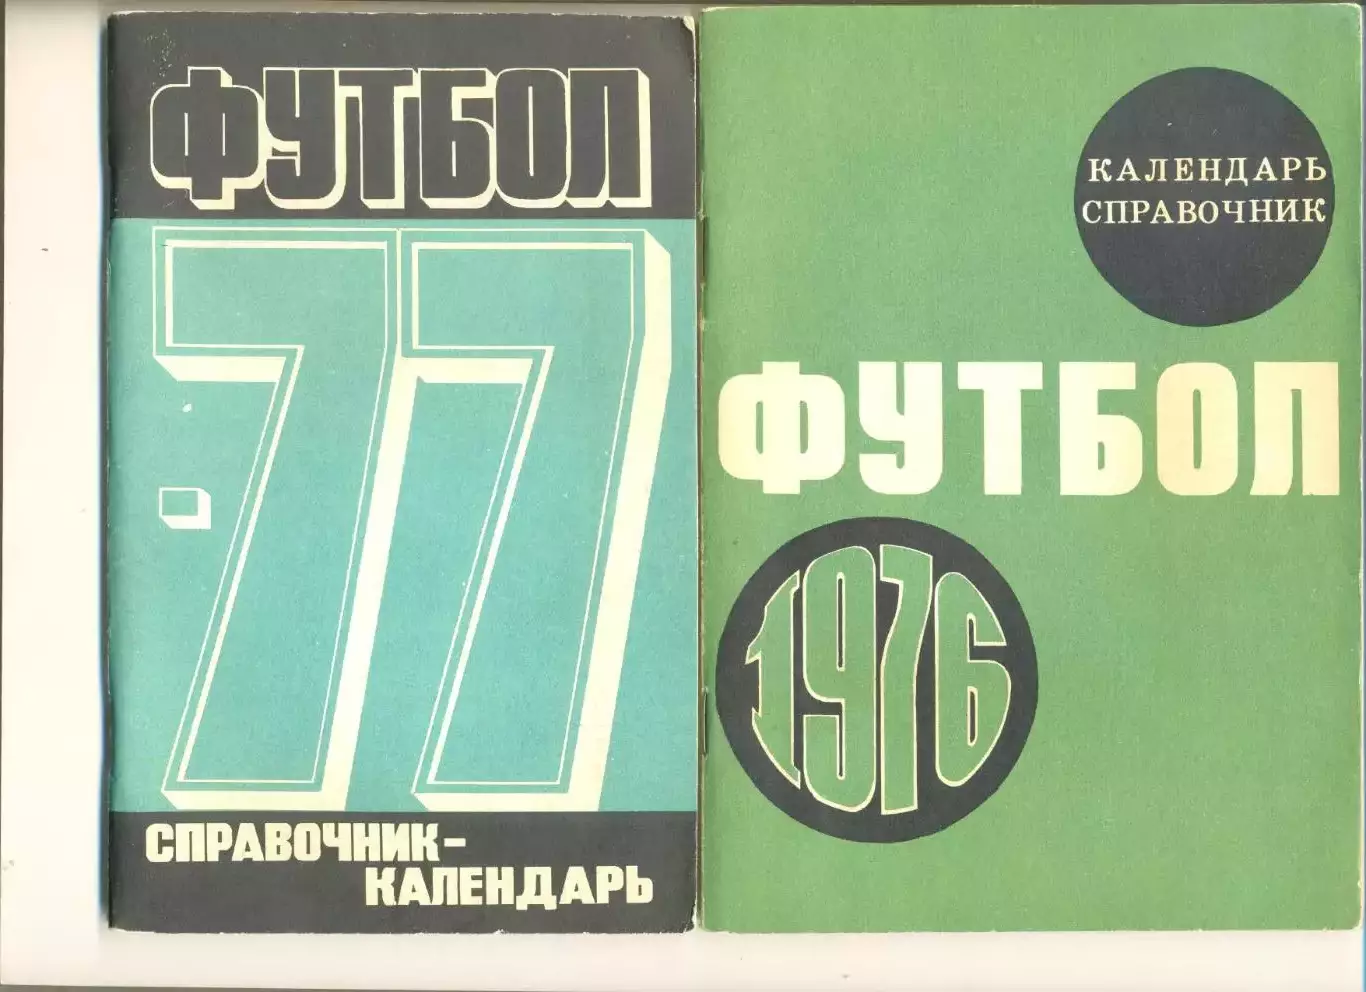 ФУТБОЛ
77
СПРАВОЧНИК-
КАЛЕНДАРЬ
КАЛЕНДАРЬ
СПРАВОЧНИК
ФУТБОЛ
1976